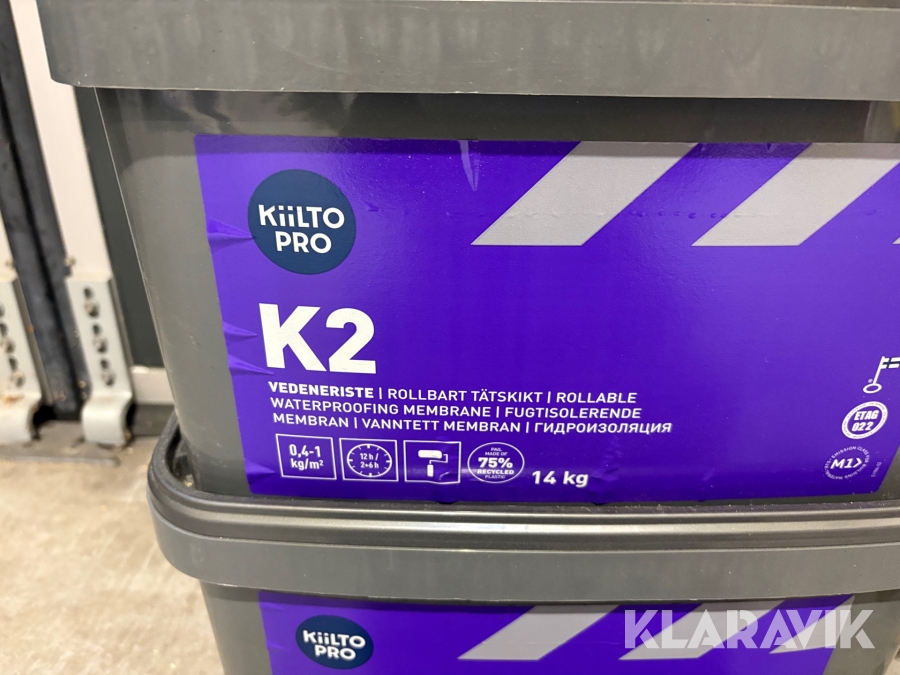 KiiLTO
PRO
K2
VEDENERISTE | ROLLBART TÄTSKIKT | ROLLABLE
WATERPROOFING MEMBRANE | FUGTISOLERENDE
MEMBRAN | VANNTETT MEMBRAN | ГИДРОИЗОЛЯЦИЯ
0,4-1
kg/m²
12 h /
2+6 h
PAIL
MADE OF
75%
RECYCLED
PLASTIC
14 kg
ETAG
022
M1
KiiLTO
PRO
KLARAVIK